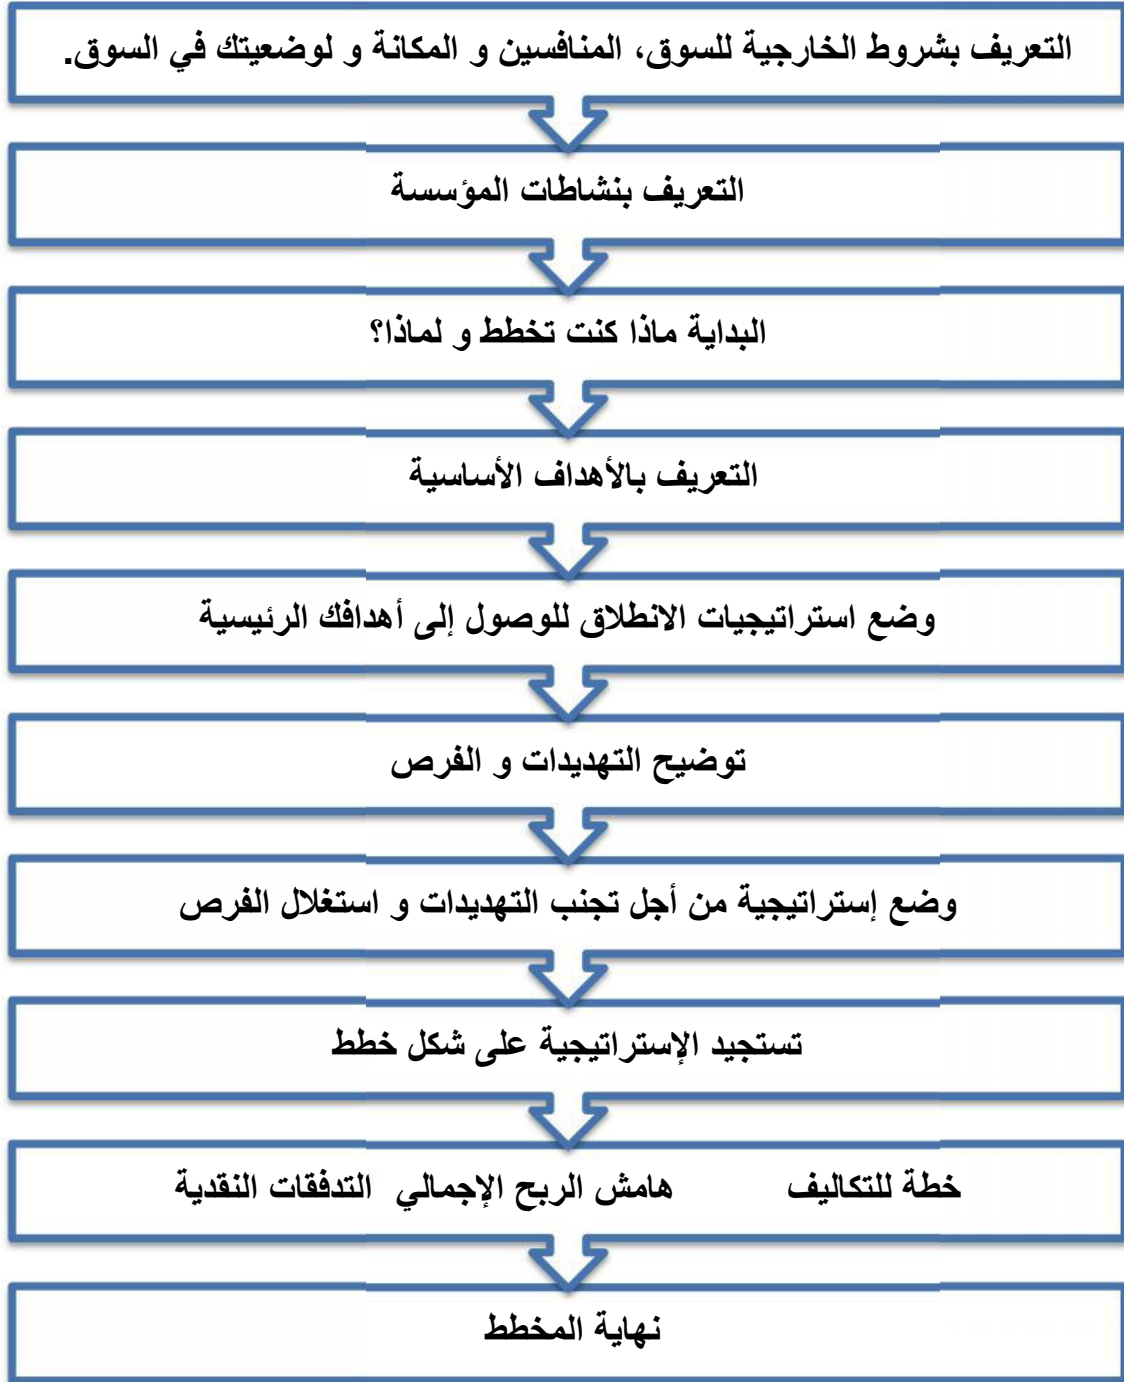 التعريف بشروط الخارجية للسوق، المنافسين و المكانة و لوضعيتك في السوق.
التعريف بنشاطات المؤسسة
البداية ماذا كنت تخطط و لماذا؟
التعريف بالأهداف الأساسية
وضع استراتيجيات الانطلاق للوصول إلى أهدافك الرئيسية
توضيح التهديدات و الفرص
وضع إستراتيجية من أجل تجنب التهديدات و استغلال الفرص
تستجيد الإستراتيجية على شكل خطط
خطة للتكاليف هامش الربح الإجمالي التدفقات النقدية
نهاية المخطط